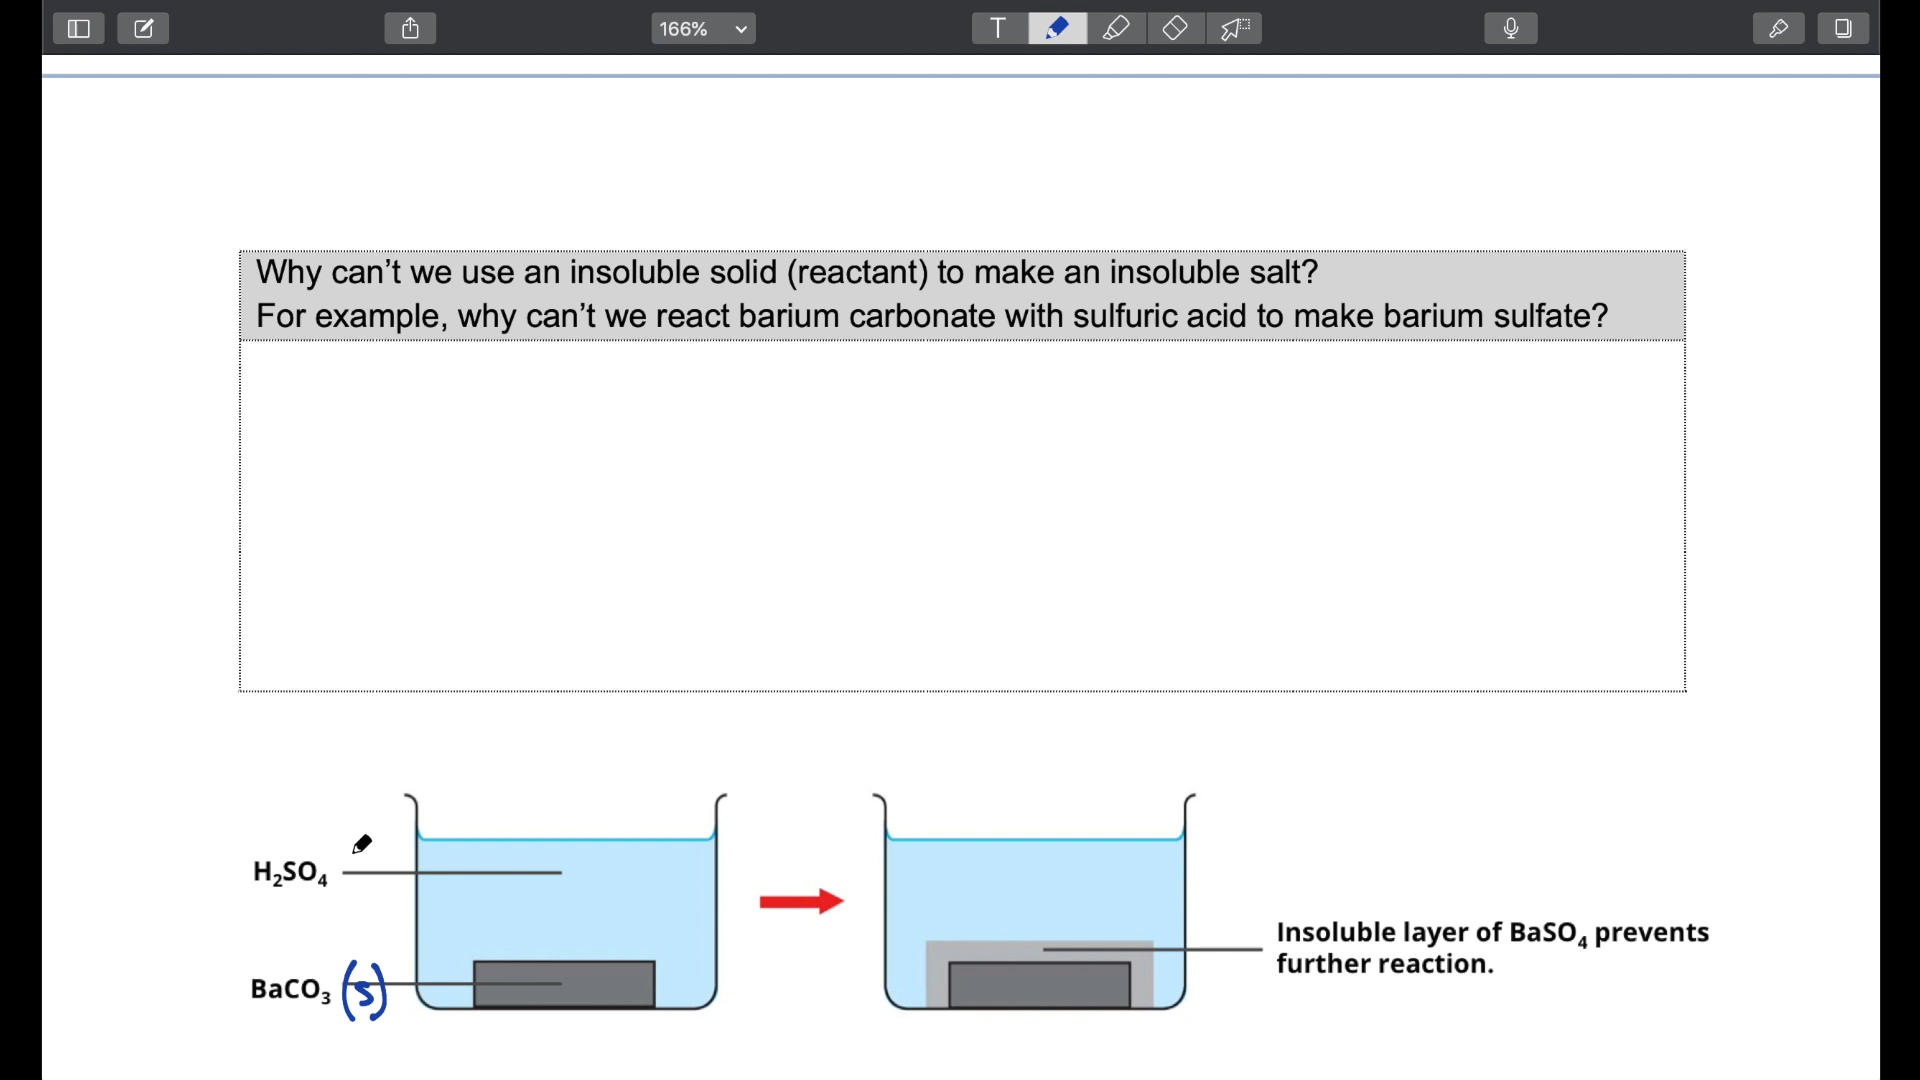 166%
T
Why can’t we use an insoluble solid (reactant) to make an insoluble salt?
For example, why can’t we react barium carbonate with sulfuric acid to make barium sulfate?
H₂SO₄
BaCO₃ (s)
Insoluble layer of BaSO₄ prevents
further reaction.